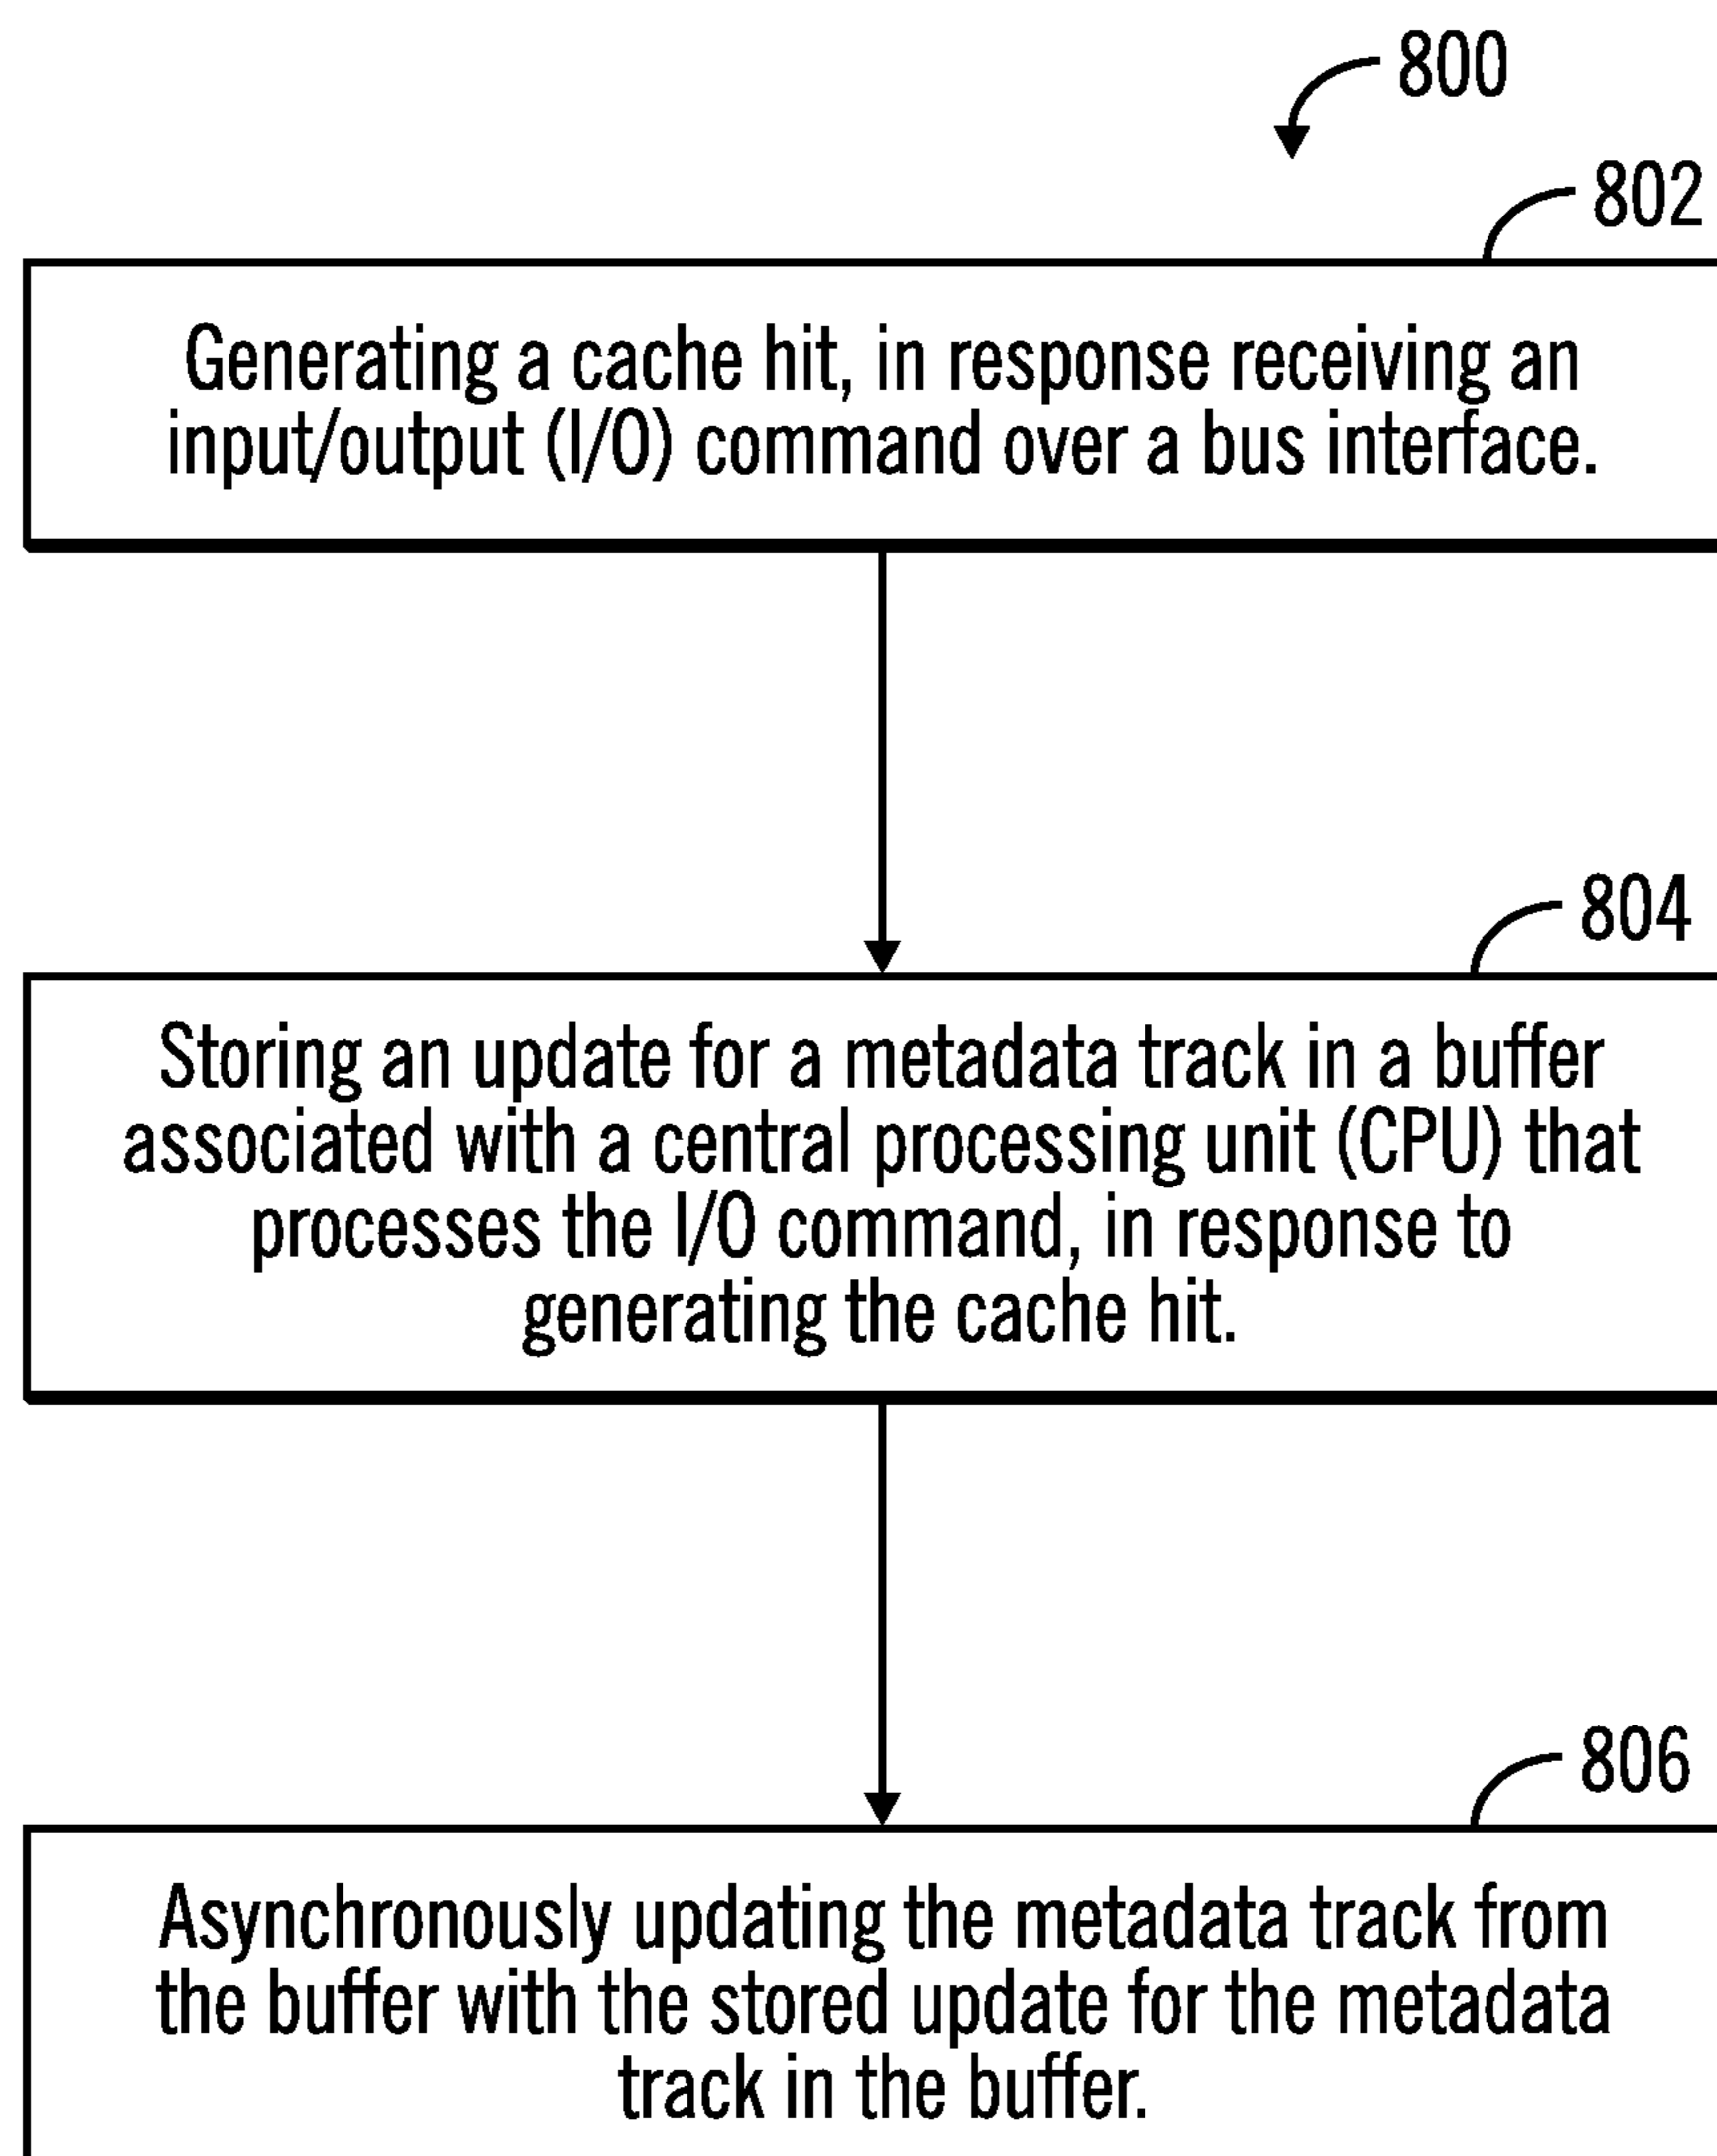 800
802
Generating a cache hit, in response receiving an
input/output (I/O) command over a bus interface.
804
Storing an update for a metadata track in a buffer
associated with a central processing unit (CPU) that
processes the I/O command, in response to
generating the cache hit.
806
Asynchronously updating the metadata track from
the buffer with the stored update for the metadata
track in the buffer.